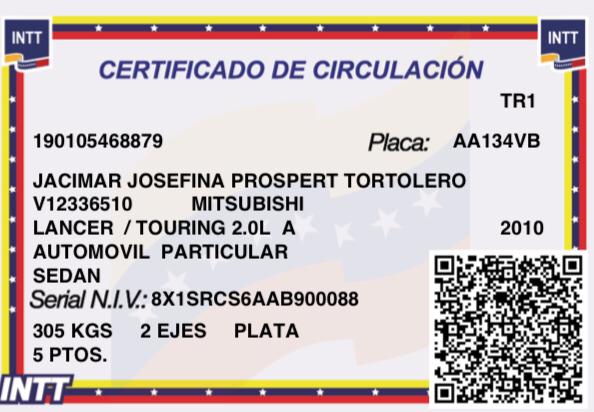 INTT
INTT
CERTIFICADO DE CIRCULACIÓN
TR1
190105468879 Placa: AA134VB
JACIMAR JOSEFINA PROSPERT TORTOLERO
V12336510 MITSUBISHI
LANCER / TOURING 2.0L A 2010
AUTOMOVIL PARTICULAR
SEDAN
Serial N.I.V.: 8X1SRCS6AAB900088
305 KGS 2 EJES PLATA
5 PTOS.
INTT